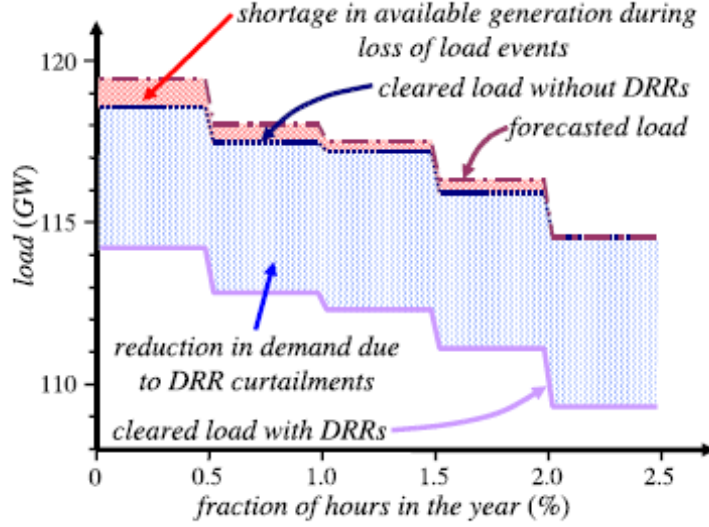 shortage in available generation during
loss of load events
cleared load without DRRs
forecasted load
reduction in demand due
to DRR curtailments
cleared load with DRRs
load (GW)
120
115
110
0
0.5
1.0
1.5
2.0
2.5
fraction of hours in the year (%)